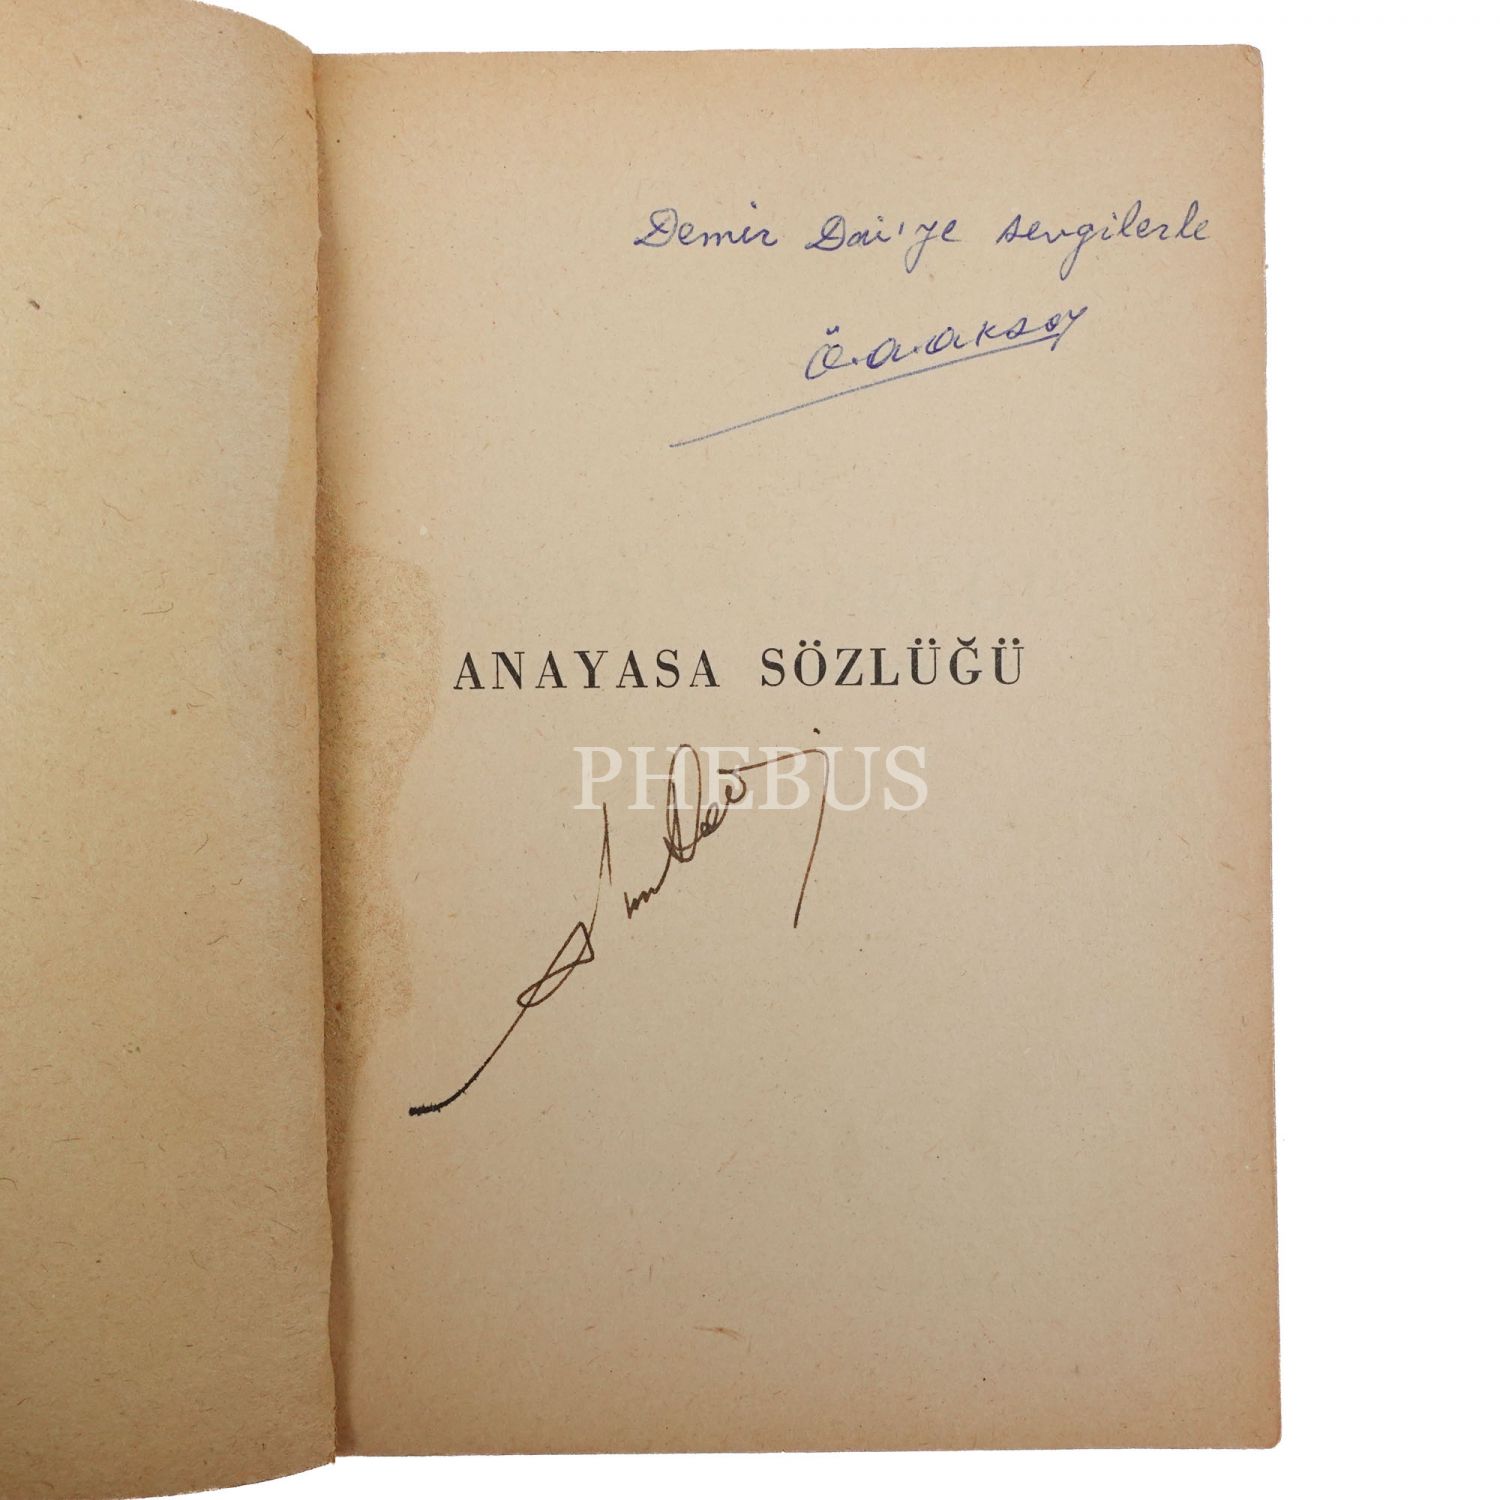 Demir Dai'ye sevgilerle
Ö.A.Aksoy
ANAYASA SÖZLÜĞÜ
PHEBUS